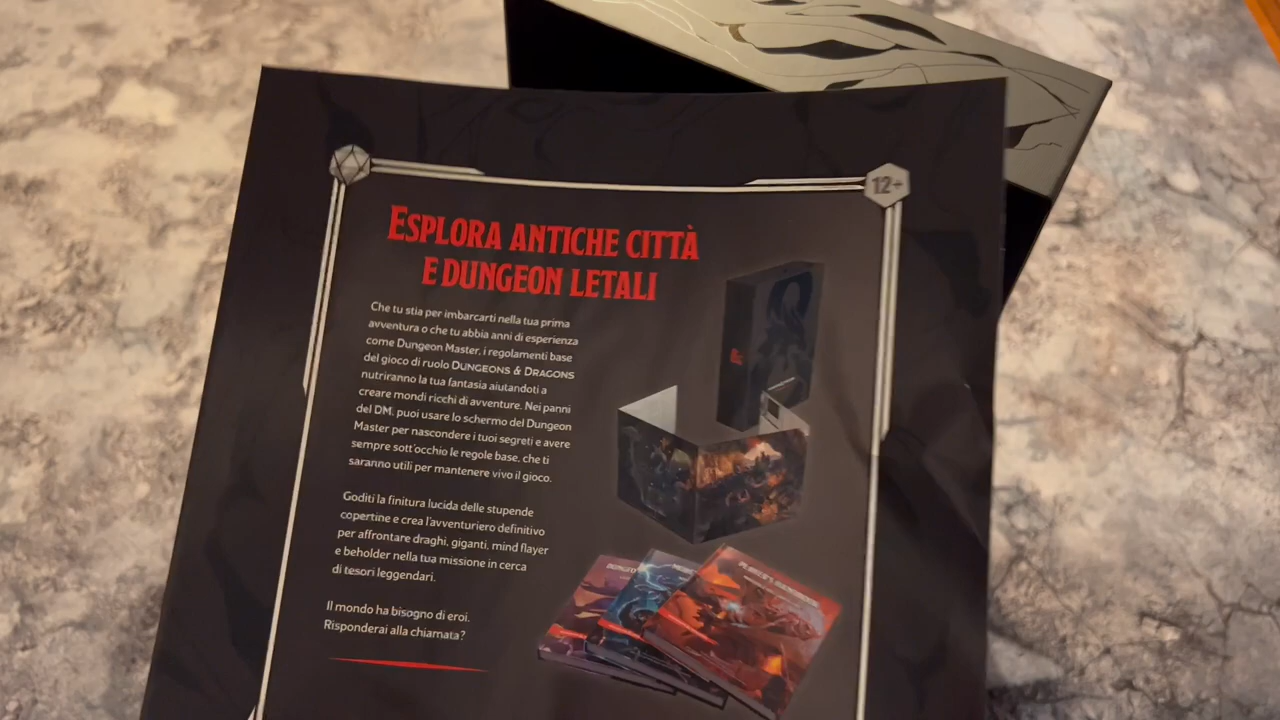 12+
ESPLORA ANTICHE CITTÀ
E DUNGEON LETALI
Che tu stia per imbarcarti nella tua prima
avventura o che tu abbia anni di esperienza
come Dungeon Master, i regolamenti base
del gioco di ruolo DUNGEONS & DRAGONS
nutriranno la tua fantasia aiutandoti a
creare mondi ricchi di avventure. Nei panni
del DM, puoi usare lo schermo del Dungeon
Master per nascondere i tuoi segreti e avere
sempre sott'occhio le regole base, che ti
saranno utili per mantenere vivo il gioco.
Goditi la finitura lucida delle stupende
copertine e crea l'avventuriero definitivo
per affrontare draghi, giganti, mind flayer
e beholder nella tua missione in cerca
di tesori leggendari.
Il mondo ha bisogno di eroi.
Risponderai alla chiamata?
PLAYER'S HANDBOOK